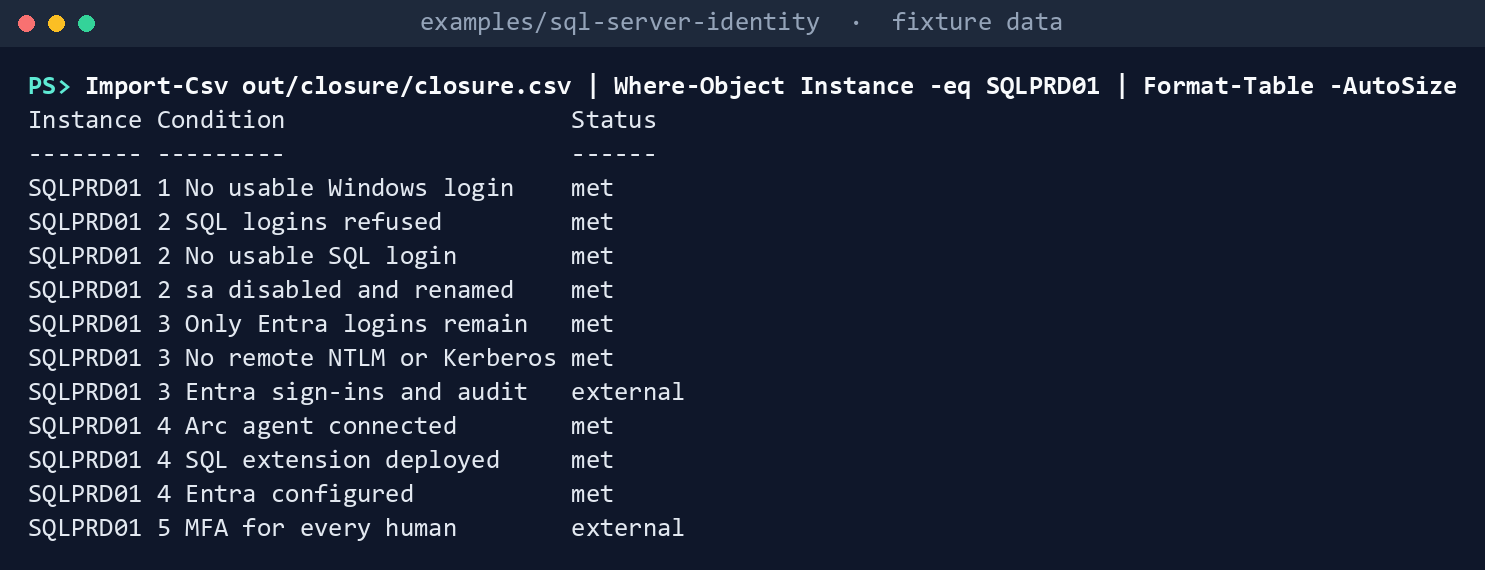 examples/sql-server-identity · fixture data
PS> Import-Csv out/closure/closure.csv | Where-Object Instance -eq SQLPRD01 | Format-Table -AutoSize
Instance Condition                    Status
-------- ---------                    ------
SQLPRD01 1 No usable Windows login    met
SQLPRD01 2 SQL logins refused         met
SQLPRD01 2 No usable SQL login        met
SQLPRD01 2 sa disabled and renamed    met
SQLPRD01 3 Only Entra logins remain   met
SQLPRD01 3 No remote NTLM or Kerberos met
SQLPRD01 3 Entra sign-ins and audit   external
SQLPRD01 4 Arc agent connected        met
SQLPRD01 4 SQL extension deployed     met
SQLPRD01 4 Entra configured           met
SQLPRD01 5 MFA for every human        external